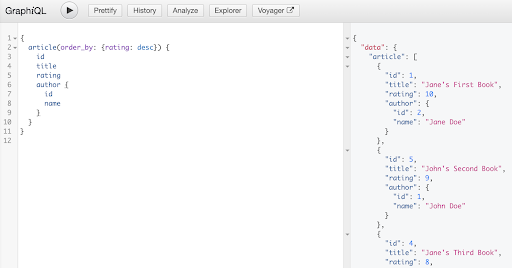 GraphiQL Prettify History Analyze Explorer Voyager
1 {
2 article(order_by: {rating: desc}) {
3 id
4 title
5 rating
6 author {
7 id
8 name
9 }
10 }
11 }
12
{
"data": {
"article": [
{
"id": 1,
"title": "Jane's First Book",
"rating": 10,
"author": {
"id": 2,
"name": "Jane Doe"
}
},
{
"id": 5,
"title": "John's Second Book",
"rating": 9,
"author": {
"id": 1,
"name": "John Doe"
}
},
{
"id": 4,
"title": "Jane's Third Book",
"rating": 8,